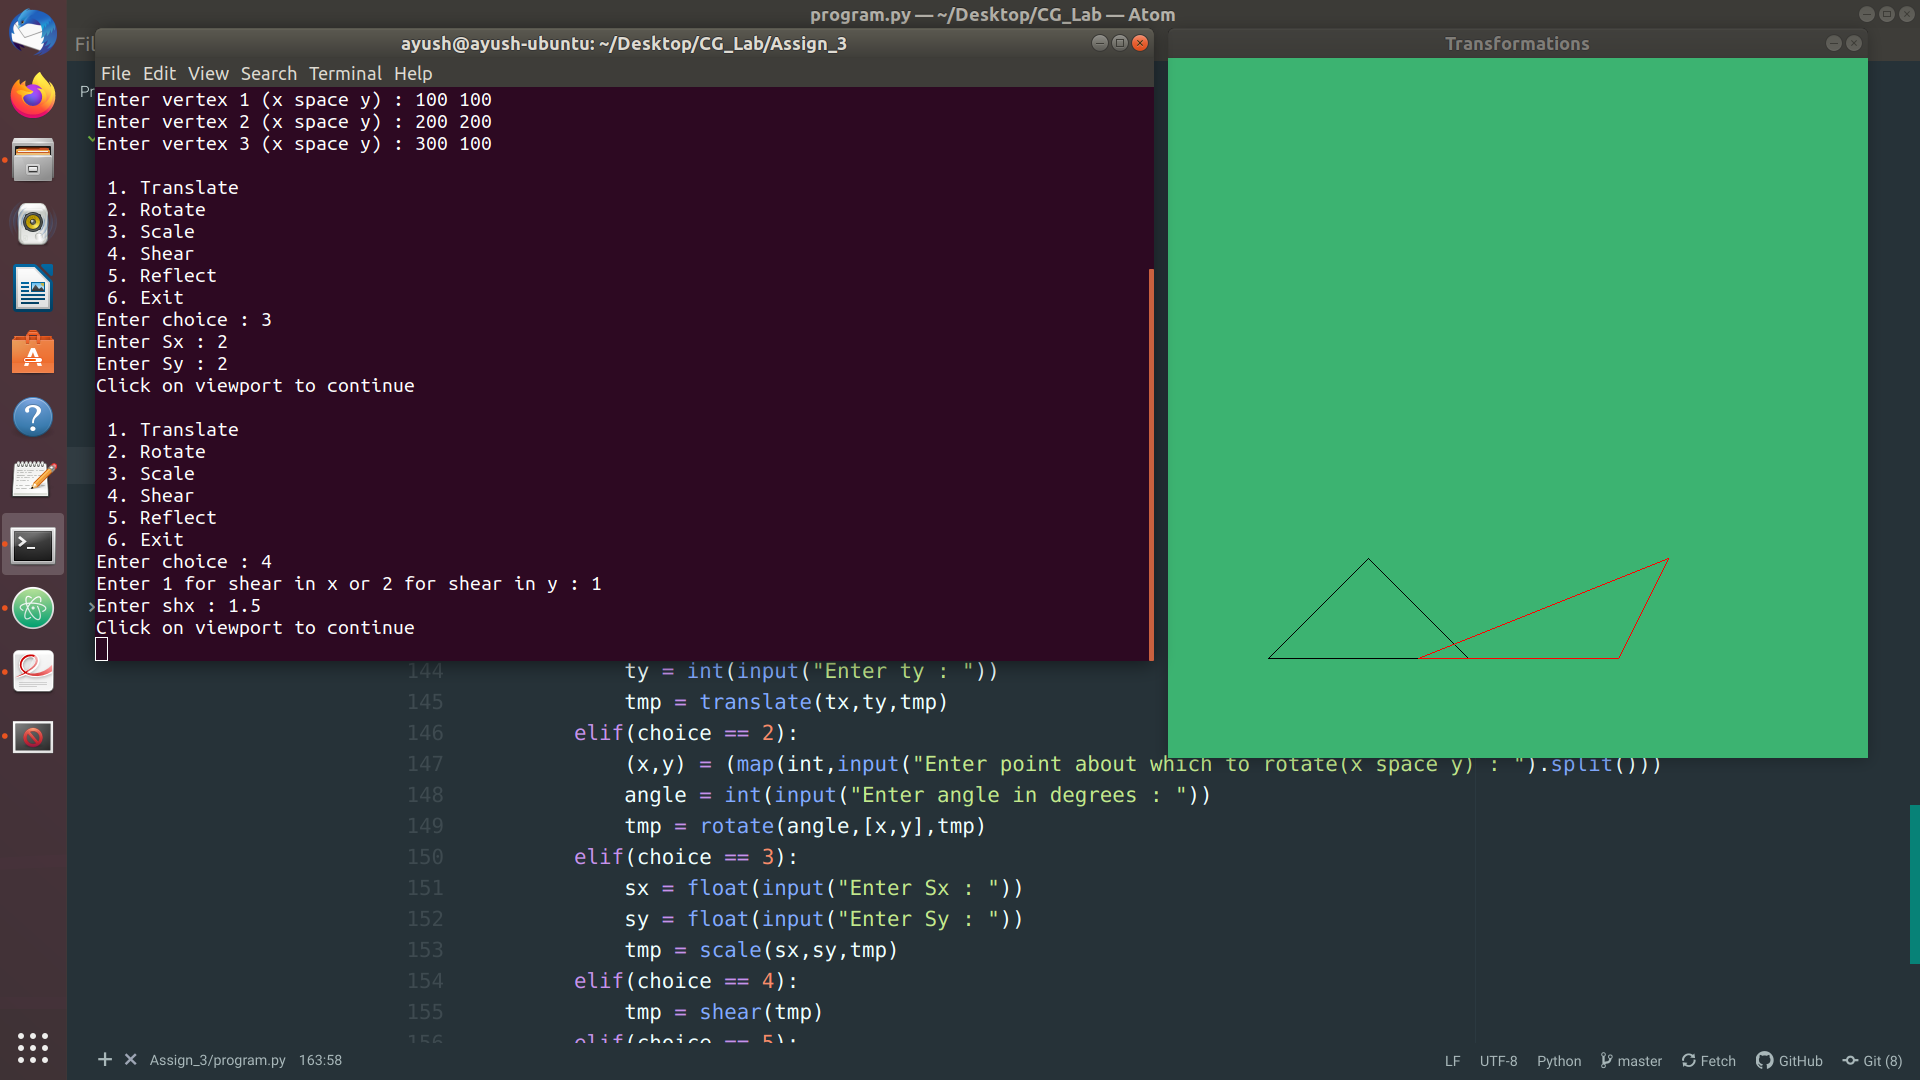 program.py — ~/Desktop/CG_Lab — Atom
Fil
ayush@ayush-ubuntu: ~/Desktop/CG_Lab/Assign_3
Transformations
File Edit View Search Terminal Help
Pr
Enter vertex 1 (x space y) : 100 100
Enter vertex 2 (x space y) : 200 200
Enter vertex 3 (x space y) : 300 100
1. Translate
2. Rotate
3. Scale
4. Shear
5. Reflect
6. Exit
Enter choice : 3
Enter Sx : 2
Enter Sy : 2
Click on viewport to continue
1. Translate
2. Rotate
3. Scale
4. Shear
5. Reflect
6. Exit
Enter choice : 4
Enter 1 for shear in x or 2 for shear in y : 1
Enter shx : 1.5
Click on viewport to continue
144 ty = int(input("Enter ty : "))
145 tmp = translate(tx,ty,tmp)
146 elif(choice == 2):
147 (x,y) = (map(int,input("Enter point about which to rotate(x space y) : ").split()))
148 angle = int(input("Enter angle in degrees : "))
149 tmp = rotate(angle,[x,y],tmp)
150 elif(choice == 3):
151 sx = float(input("Enter Sx : "))
152 sy = float(input("Enter Sy : "))
153 tmp = scale(sx,sy,tmp)
154 elif(choice == 4):
155 tmp = shear(tmp)
156 elif(choice == 5):
Assign_3/program.py 163:58 LF UTF-8 Python master Fetch GitHub Git (8)